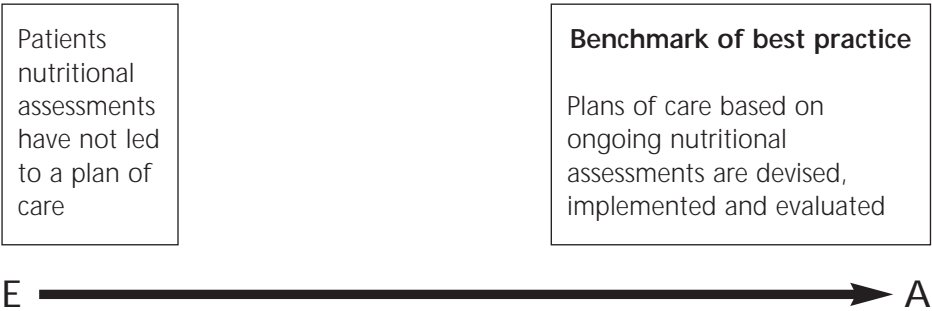 Patients
nutritional
assessments
have not led
to a plan of
care
Benchmark of best practice
Plans of care based on
ongoing nutritional
assessments are devised,
implemented and evaluated
E A